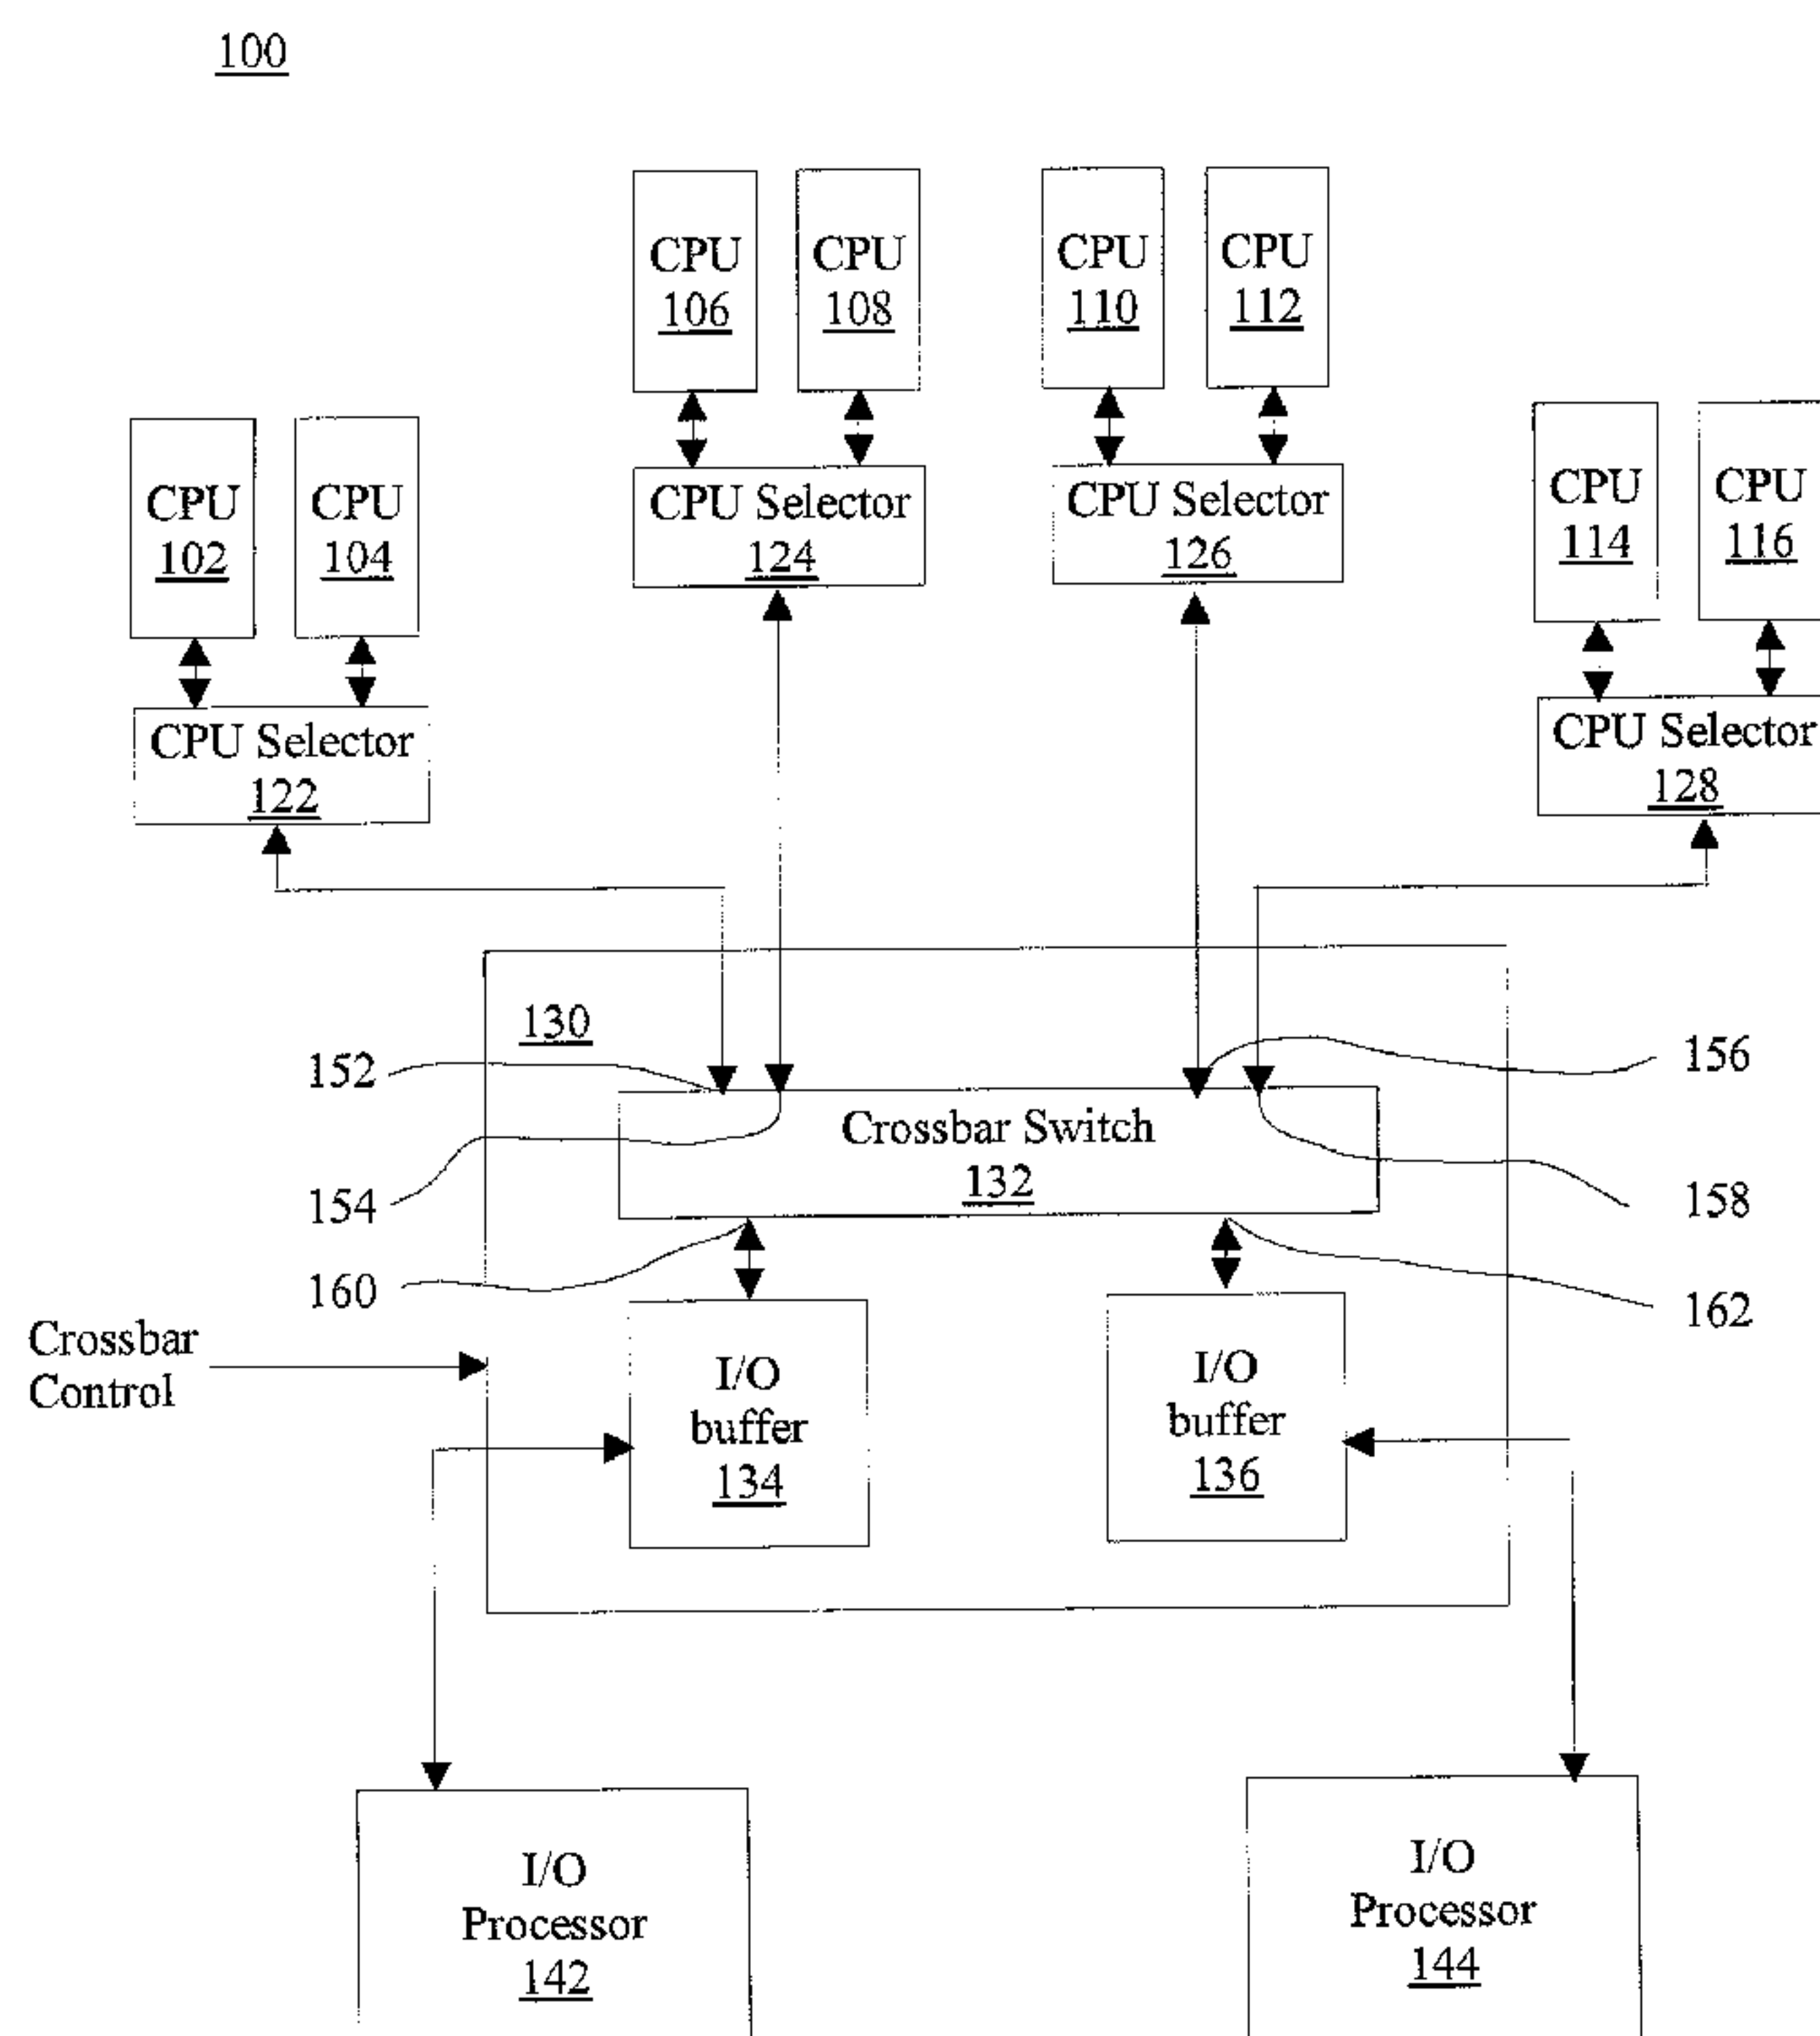 100
CPU
106
CPU
108
CPU
110
CPU
112
CPU
102
CPU
104
CPU Selector
124
CPU Selector
126
CPU
114
CPU
116
CPU Selector
122
CPU Selector
128
130
152
156
Crossbar Switch
132
154
158
160
162
Crossbar
Control
I/O
buffer
134
I/O
buffer
136
I/O
Processor
142
I/O
Processor
144